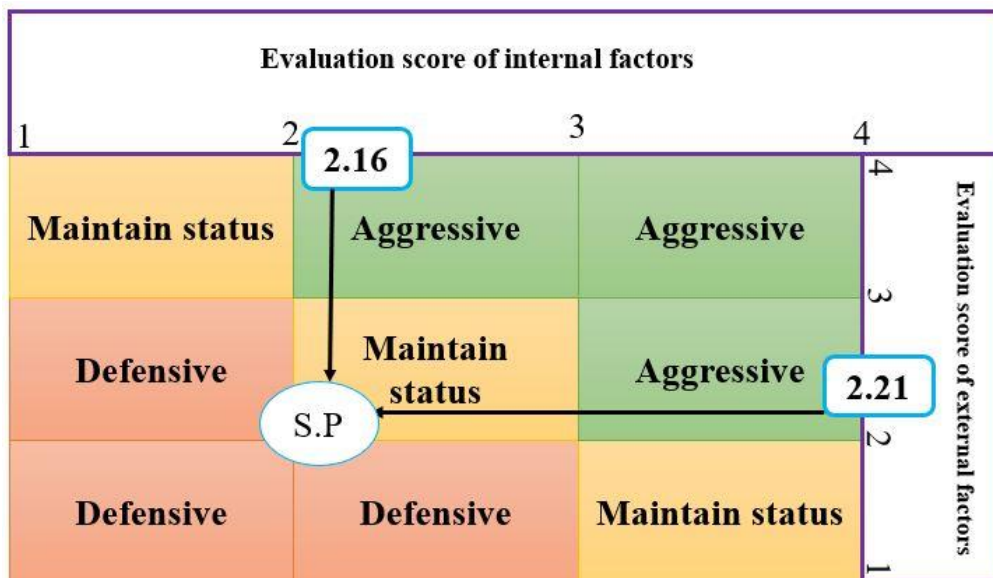 Evaluation score of internal factors
1
2
3
4
2.16
4
Maintain status
Aggressive
Aggressive
3
Defensive
Maintain
status
Aggressive
2.21
S.P
2
Defensive
Defensive
Maintain status
1
Evaluation score of external factors